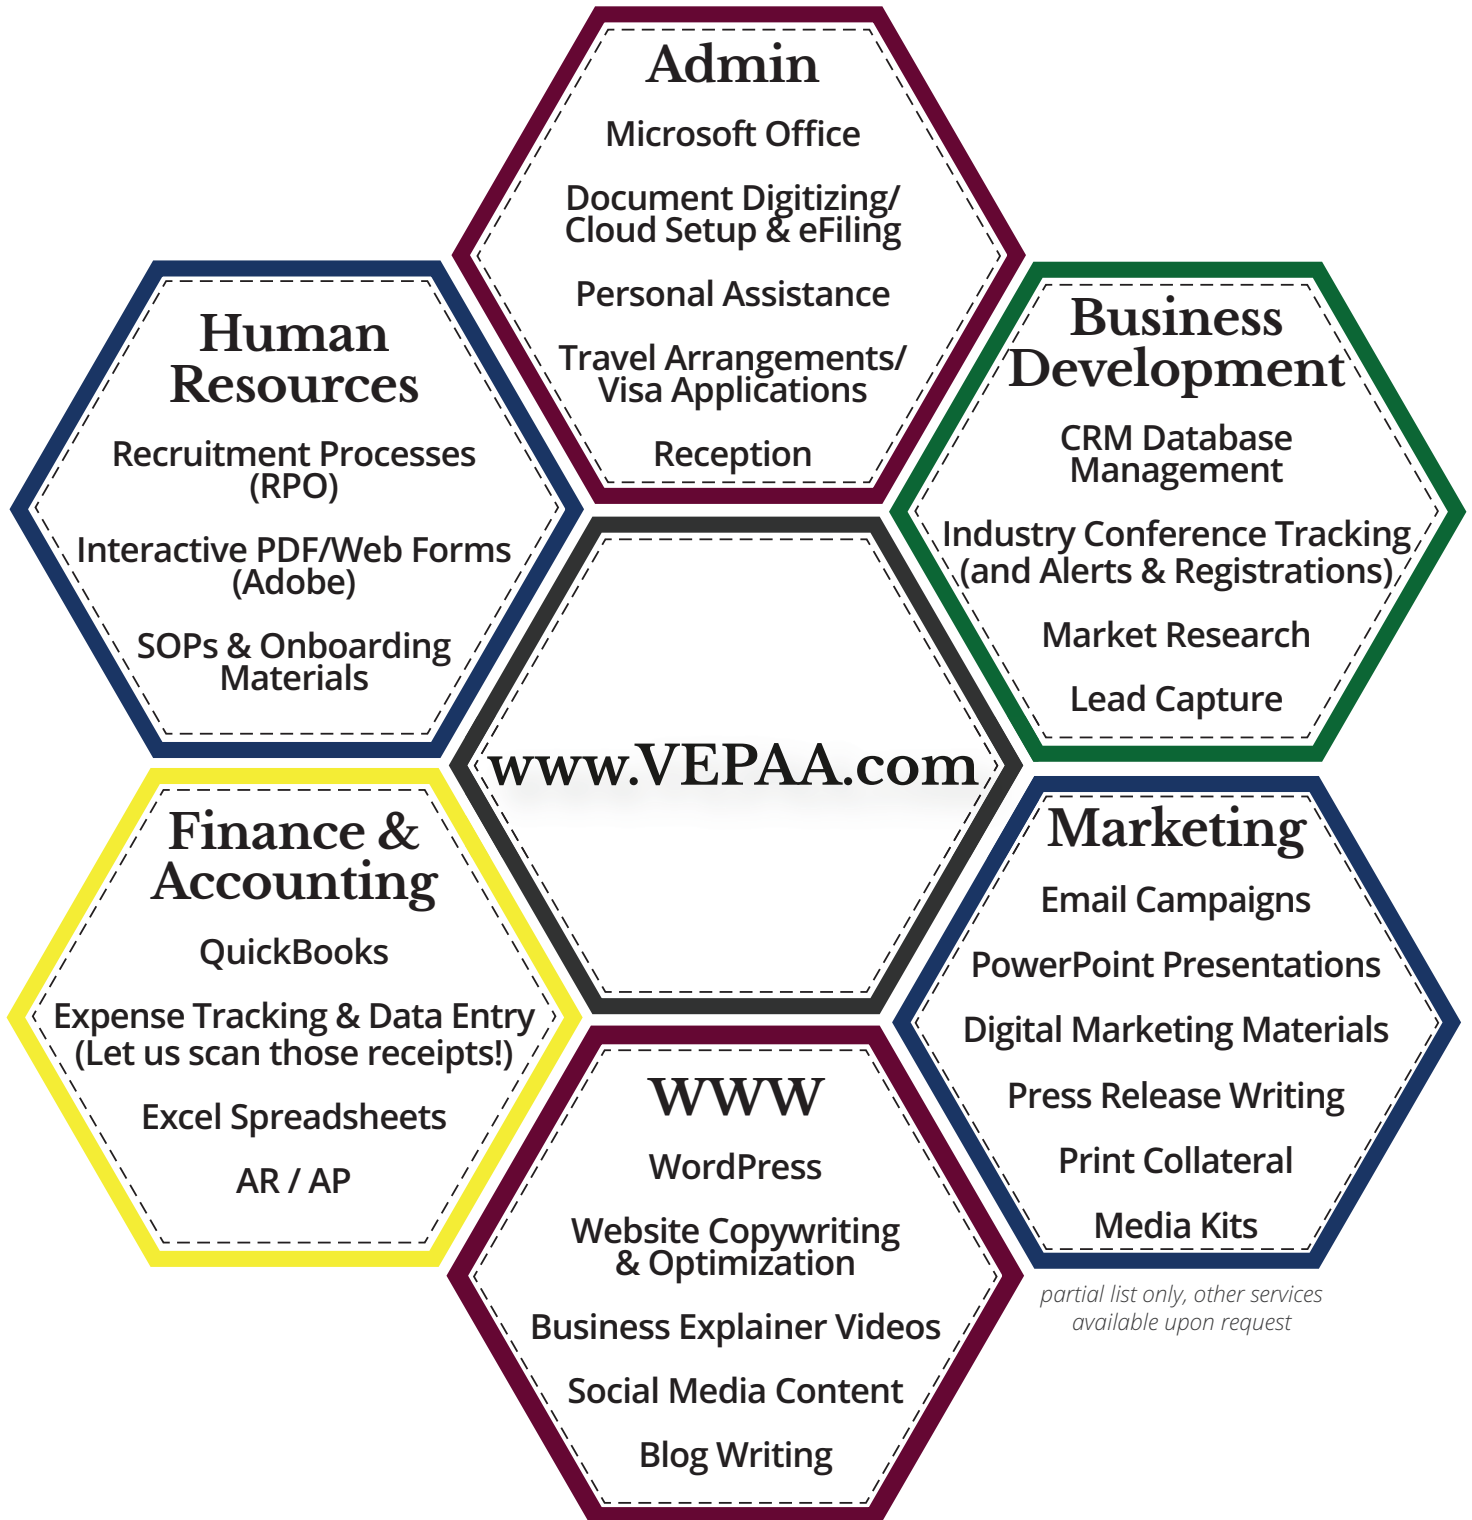 Admin
Microsoft Office
Document Digitizing/
Cloud Setup & eFiling
Personal Assistance
Travel Arrangements/
Visa Applications
Reception
Human
Resources
Recruitment Processes
(RPO)
Interactive PDF/Web Forms
(Adobe)
SOPs & Onboarding
Materials
Business
Development
CRM Database
Management
Industry Conference Tracking
(and Alerts & Registrations)
Market Research
Lead Capture
www.VEPAA.com
Finance &
Accounting
QuickBooks
Expense Tracking & Data Entry
(Let us scan those receipts!)
Excel Spreadsheets
AR / AP
Marketing
Email Campaigns
PowerPoint Presentations
Digital Marketing Materials
Press Release Writing
Print Collateral
Media Kits
WWW
WordPress
Website Copywriting
& Optimization
Business Explainer Videos
Social Media Content
Blog Writing
partial list only, other services
available upon request